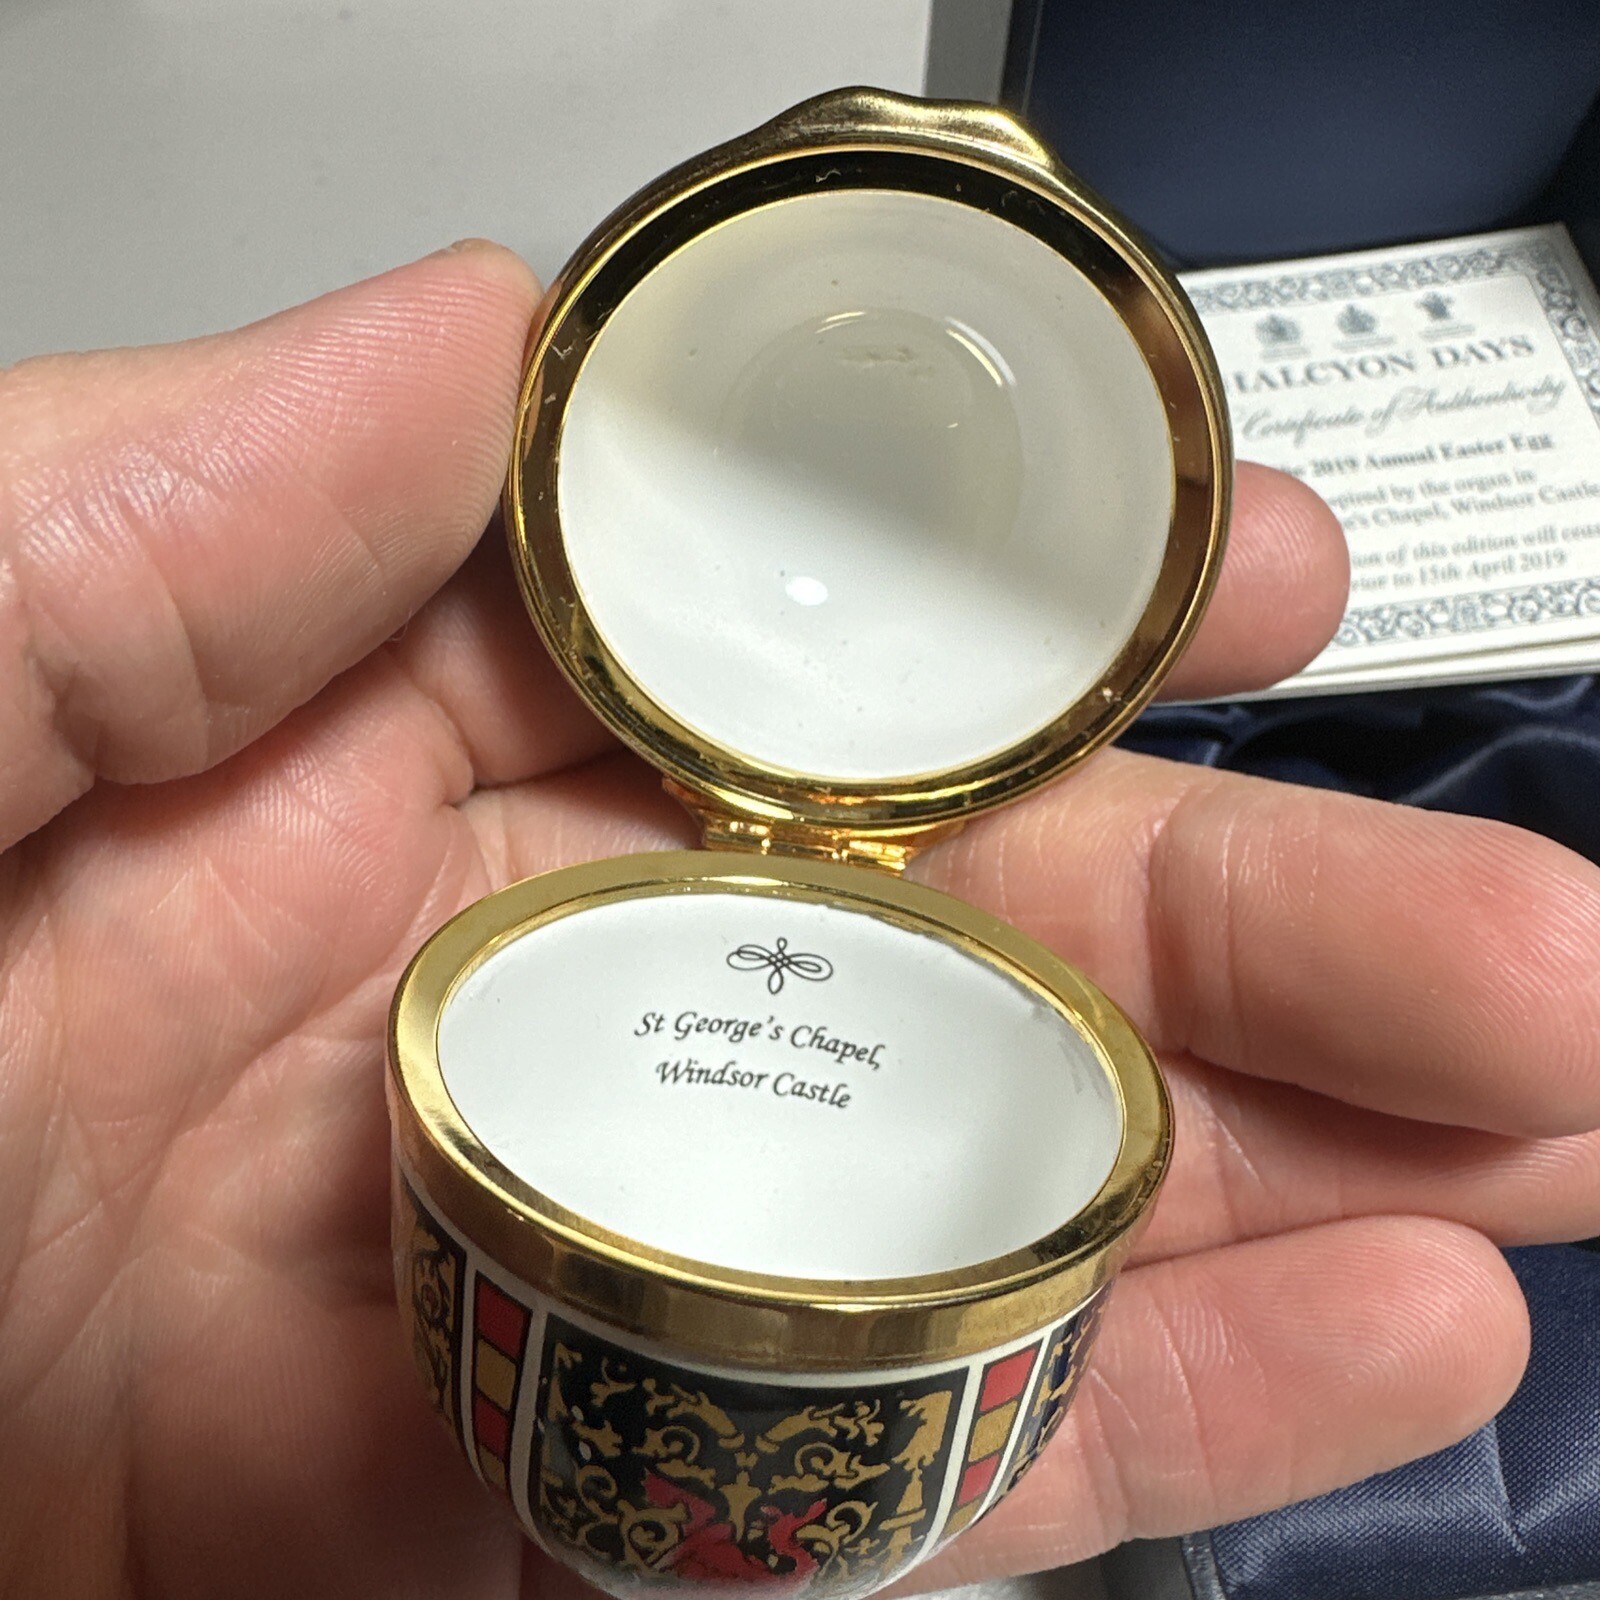 HALCYON DAYS
Certificate of Authenticity
2019 Annual Easter Egg
by the organ in
Chapel, Windsor Castle
of this edition will
to 15th April 2019
St George's Chapel,
Windsor Castle